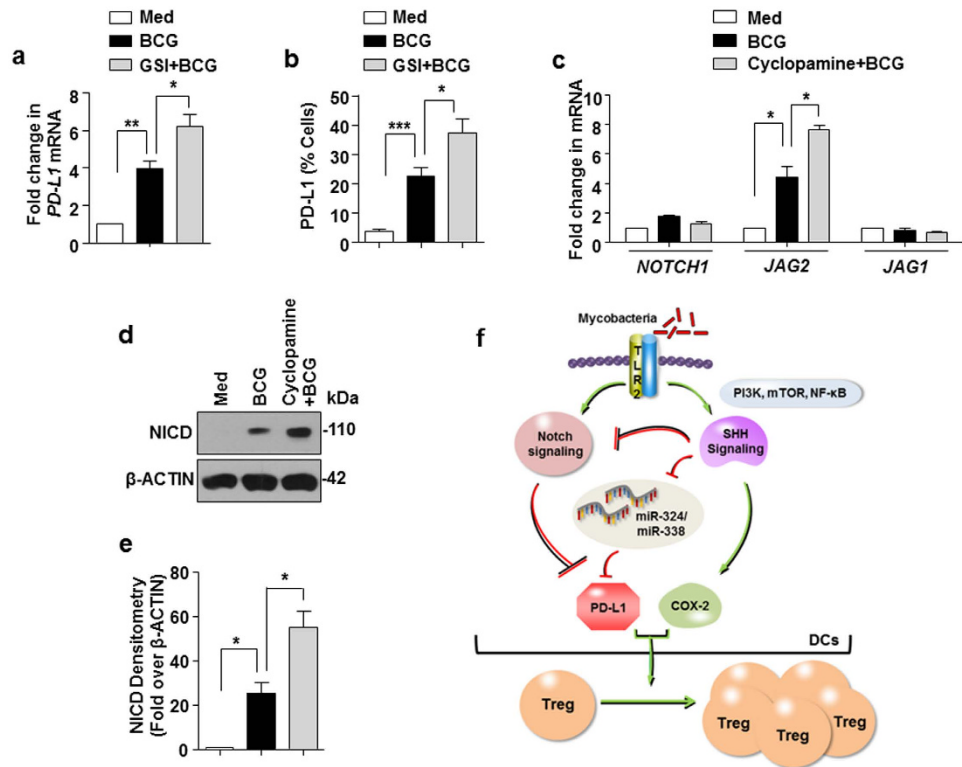 a
Med
BCG
GSI+BCG
Fold change in
PD-L1 mRNA
8
6
4
2
0
**
*
b
Med
BCG
GSI+BCG
PD-L1 (% Cells)
50
40
30
20
10
0
***
*
c
Med
BCG
Cyclopamine+BCG
Fold change in mRNA
10
8
6
4
2
0
*
*
NOTCH1
JAG2
JAG1
d
Med
BCG
Cyclopamine
+BCG
kDa
NICD
-110
β-ACTIN
-42
e
NICD Densitometry
(Fold over β-ACTIN)
80
60
40
20
0
*
*
f
Mycobacteria
TLR2
PI3K, mTOR, NF-κB
Notch
signaling
SHH
Signaling
miR-324/
miR-338
PD-L1
COX-2
DCs
Treg
Treg
Treg
Treg